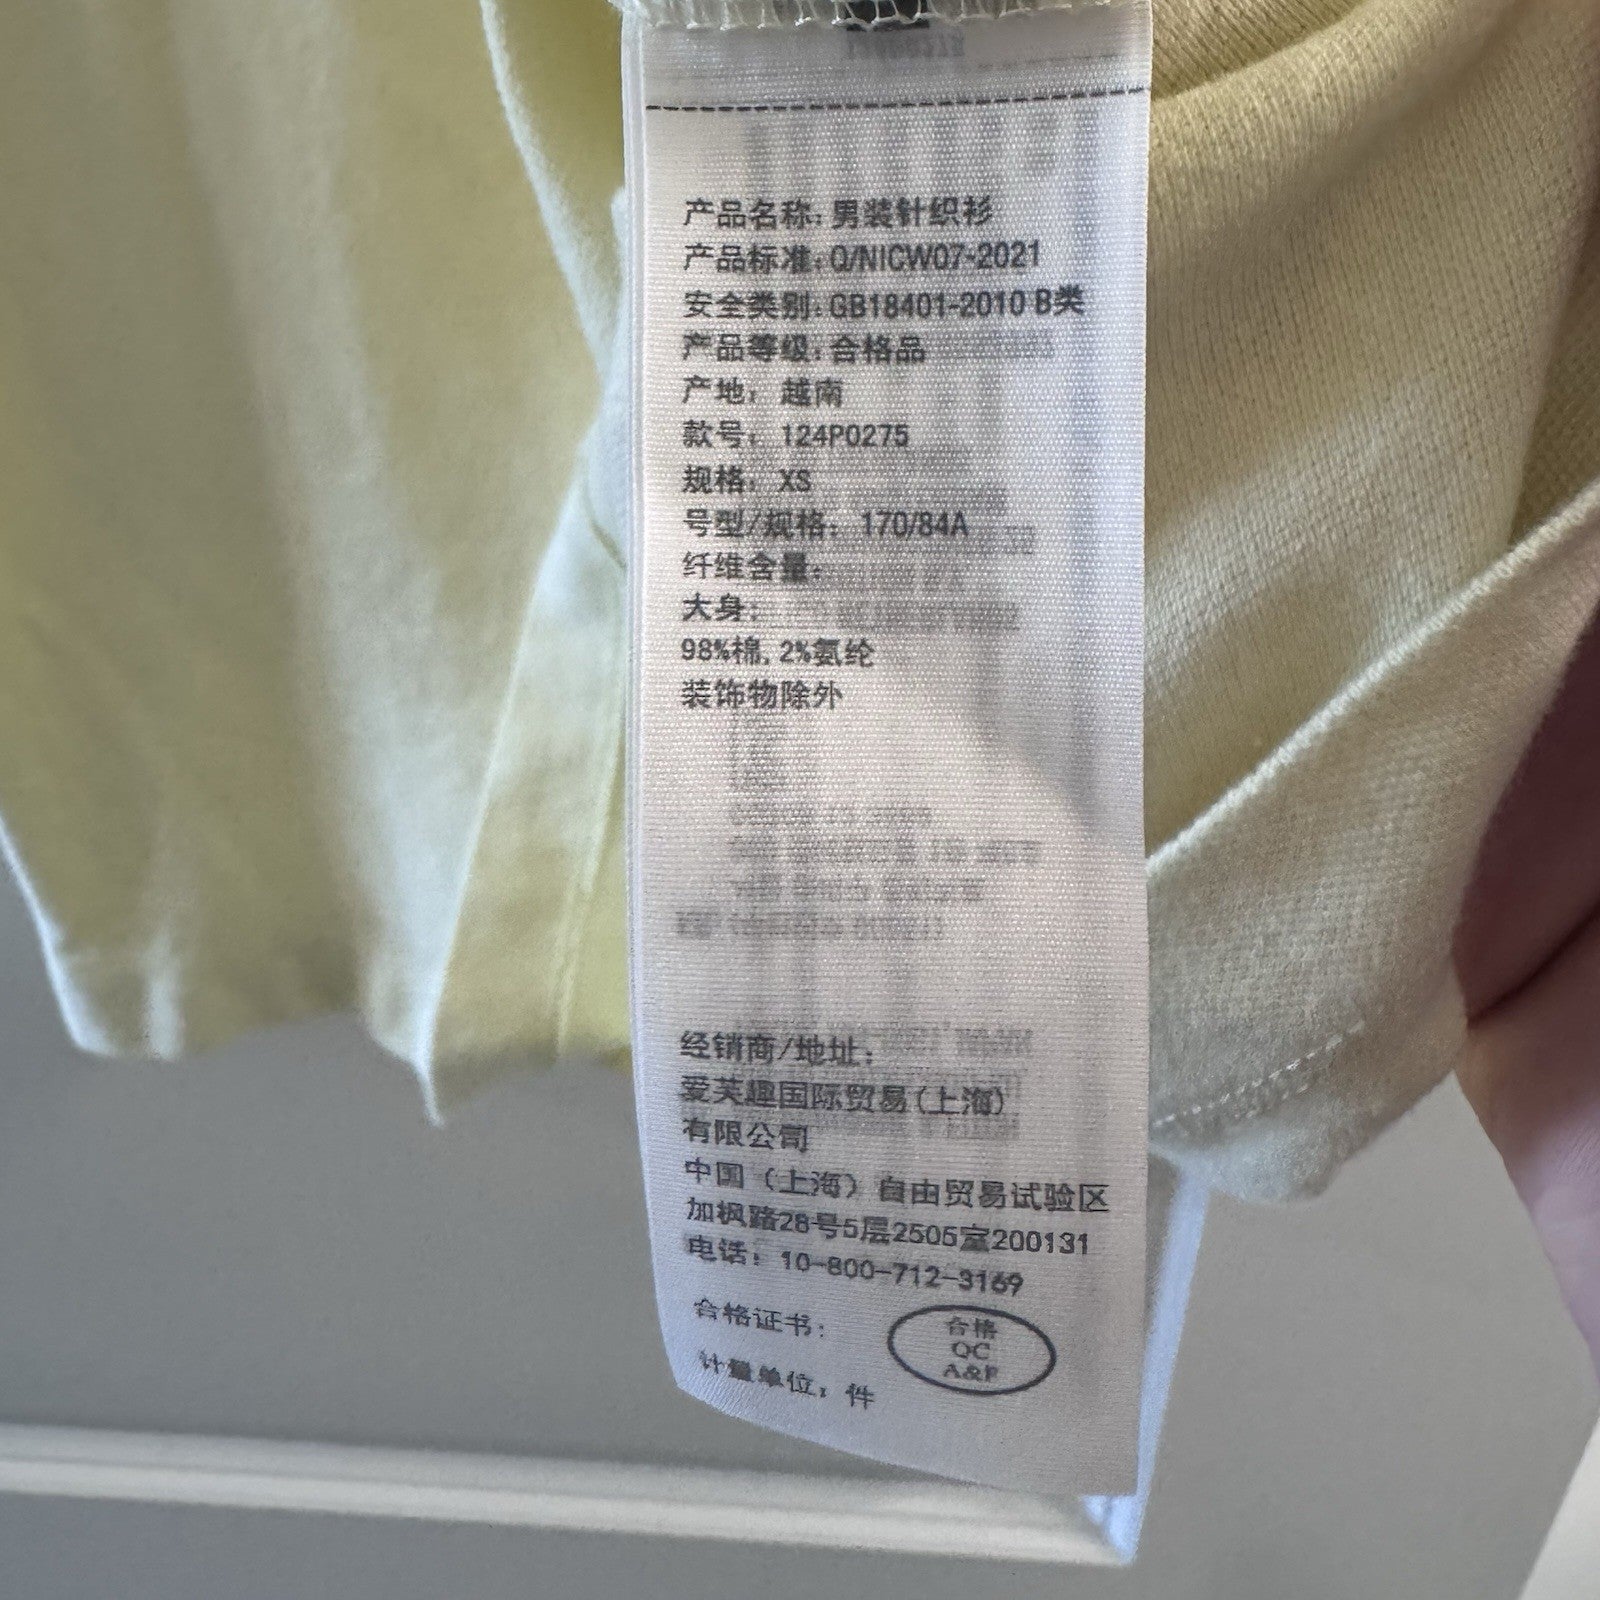 产品名称: 男装针织衫
产品标准: Q/NICW07-2021
安全类别: GB18401-2010 B类
产品等级: 合格品
产地: 越南
款号: 124P0275
规格: XS
号型/规格: 170/84A
纤维含量:
大身:
98%棉, 2%氨纶
装饰物除外
经销商/地址:
爱芙趣国际贸易(上海)
有限公司
中国(上海)自由贸易试验区
加枫路28号5层2505室200131
电话: 10-800-712-3169
合格证书:
合格
QC
A&F
计量单位: 件